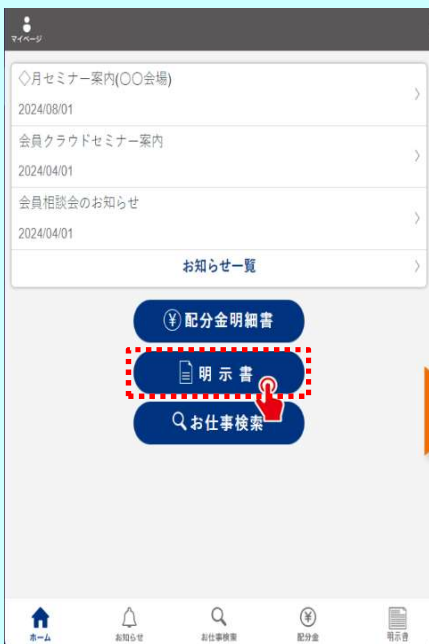 マイページ
◇月セミナー案内(〇〇会場)
2024/08/01
会員クラウドセミナー案内
2024/04/01
会員相談会のお知らせ
2024/04/01
お知らせ一覧
¥配分金明細書
明示書
お仕事検索
ホーム お知らせ お仕事検索 配分金 明示書